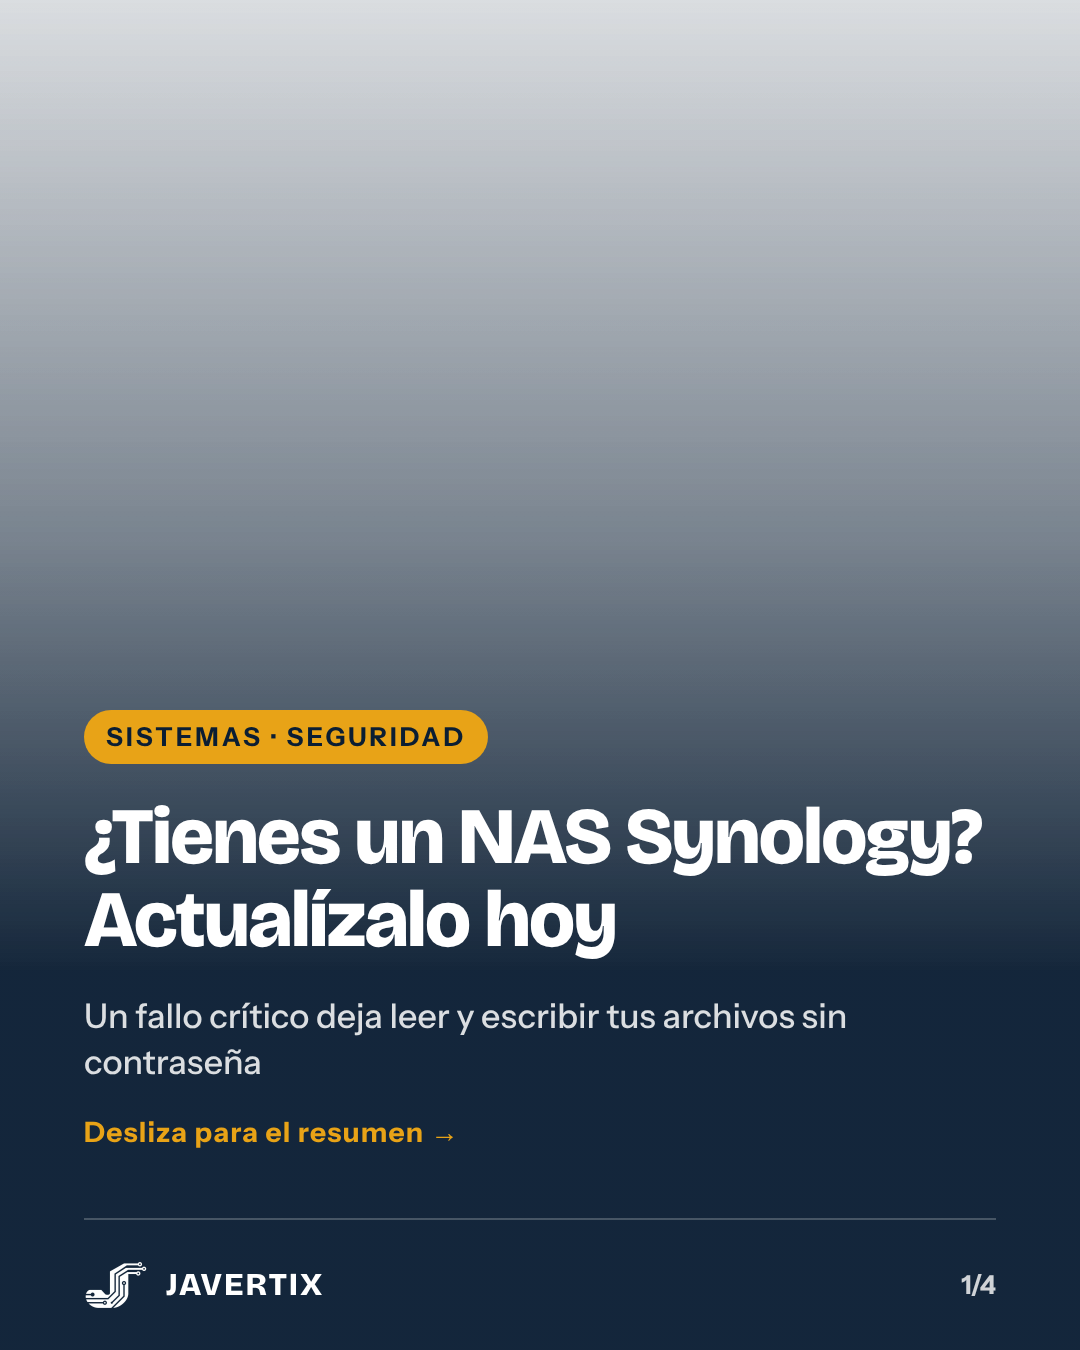 SISTEMAS · SEGURIDAD
¿Tienes un NAS Synology?
Actualízalo hoy
Un fallo crítico deja leer y escribir tus archivos sin
contraseña
Desliza para el resumen →
JAVERTIX
1/4